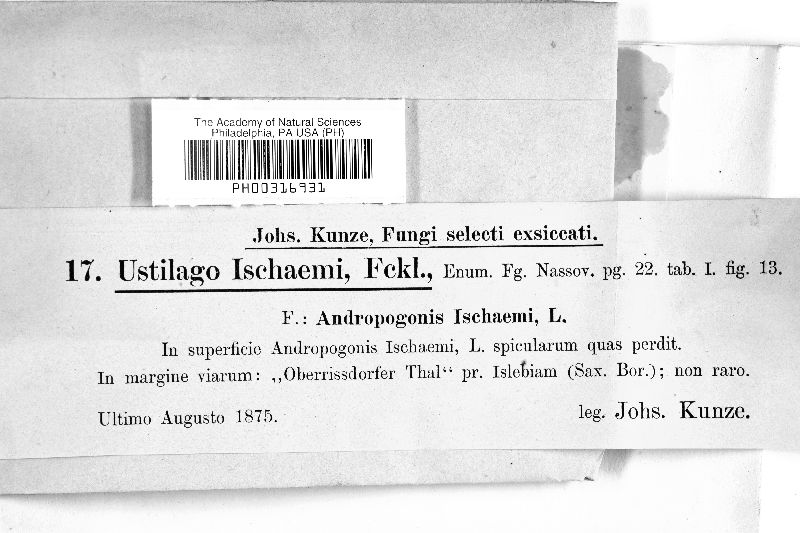 The Academy of Natural Sciences
Philadelphia, PA USA (PH)
PH00316931
Johs. Kunze, Fungi selecti exsiccati.
17. Ustilago Ischaemi, Fckl., Enum. Fg. Nassov. pg. 22. tab. I. fig. 13.
F.: Andropogonis Ischaemi, L.
In superficie Andropogonis Ischaemi, L. spicularum quas perdit.
In margine viarum: „Oberrissdorfer Thal“ pr. Islebiam (Sax. Bor.); non raro.
Ultimo Augusto 1875. leg. Johs. Kunze.